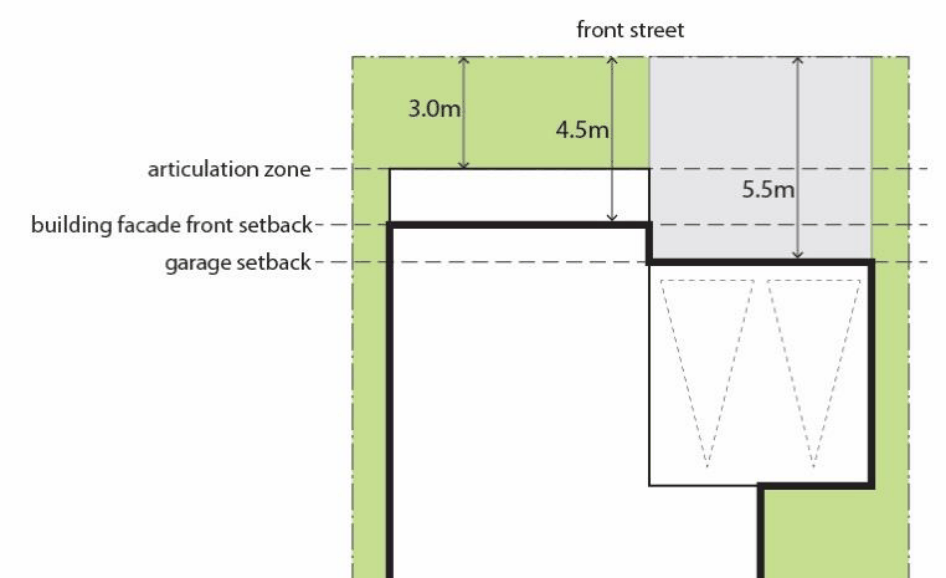 front street
3.0m
4.5m
articulation zone
5.5m
building facade front setback
garage setback